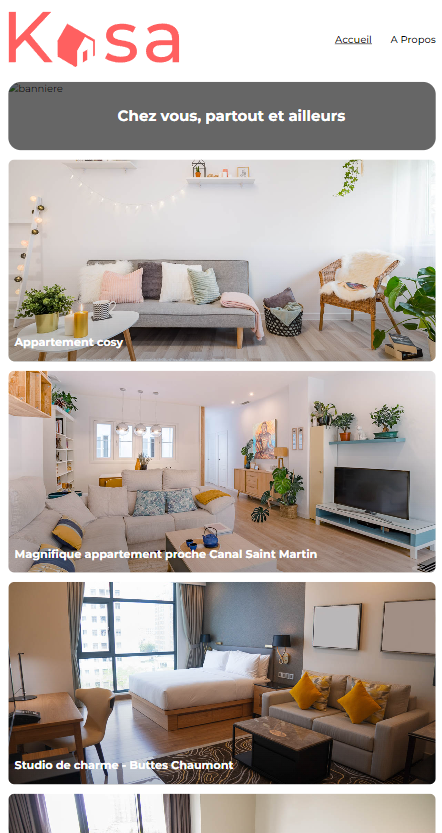 Kasa
Accueil A Propos
banniere
Chez vous, partout et ailleurs
Appartement cosy
Magnifique appartement proche Canal Saint Martin
Studio de charme - Buttes Chaumont